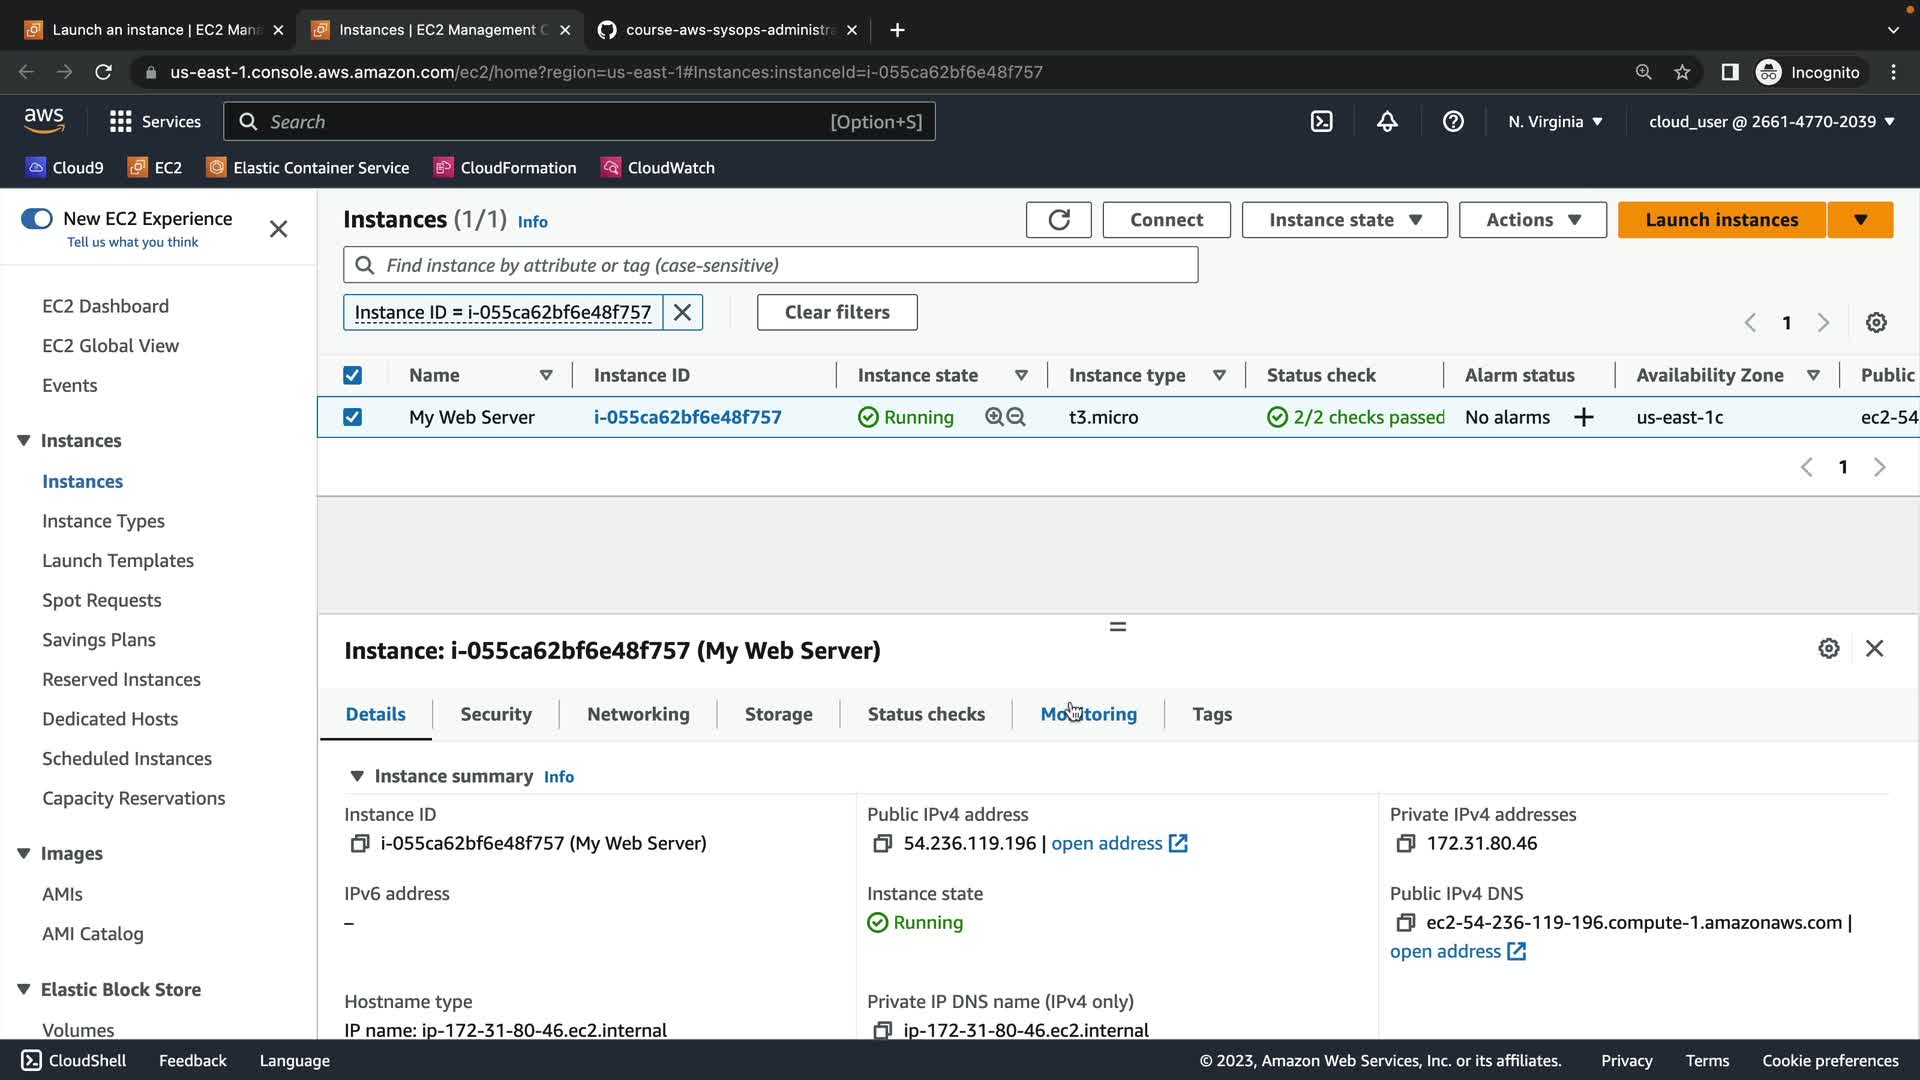 Launch an instance | EC2 Mana
Instances | EC2 Management C
course-aws-sysops-administra
us-east-1.console.aws.amazon.com/ec2/home?region=us-east-1#Instances:instanceId=i-055ca62bf6e48f757
Incognito
aws
Services
Search
[Option+S]
N. Virginia
cloud_user @ 2661-4770-2039
Cloud9
EC2
Elastic Container Service
CloudFormation
CloudWatch
New EC2 Experience
Tell us what you think
EC2 Dashboard
EC2 Global View
Events
Instances
Instances
Instance Types
Launch Templates
Spot Requests
Savings Plans
Reserved Instances
Dedicated Hosts
Scheduled Instances
Capacity Reservations
Images
AMIs
AMI Catalog
Elastic Block Store
Volumes
Instances (1/1) Info
Connect
Instance state
Actions
Launch instances
Find instance by attribute or tag (case-sensitive)
Instance ID = i-055ca62bf6e48f757
Clear filters
1
Name
Instance ID
Instance state
Instance type
Status check
Alarm status
Availability Zone
Public
My Web Server
i-055ca62bf6e48f757
Running
t3.micro
2/2 checks passed
No alarms
us-east-1c
ec2-54
1
Instance: i-055ca62bf6e48f757 (My Web Server)
Details
Security
Networking
Storage
Status checks
Monitoring
Tags
Instance summary Info
Instance ID
i-055ca62bf6e48f757 (My Web Server)
Public IPv4 address
54.236.119.196 | open address
Private IPv4 addresses
172.31.80.46
IPv6 address
–
Instance state
Running
Public IPv4 DNS
ec2-54-236-119-196.compute-1.amazonaws.com |
open address
Hostname type
IP name: ip-172-31-80-46.ec2.internal
Private IP DNS name (IPv4 only)
ip-172-31-80-46.ec2.internal
CloudShell
Feedback
Language
© 2023, Amazon Web Services, Inc. or its affiliates.
Privacy
Terms
Cookie preferences